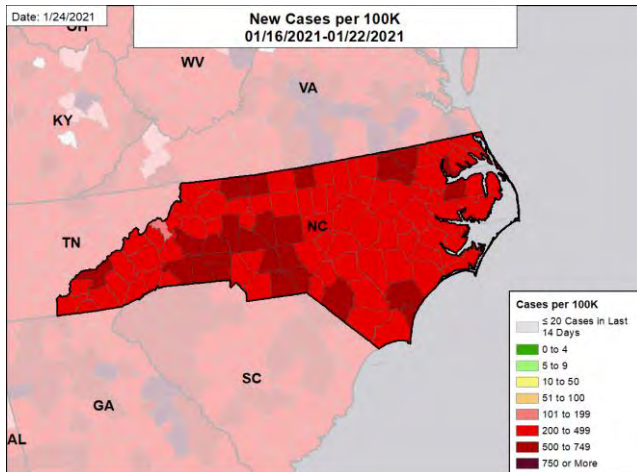 Date: 1/24/2021
New Cases per 100K
01/16/2021-01/22/2021
OH
WV
VA
KY
TN
NC
SC
GA
AL
Cases per 100K
≤ 20 Cases in Last
14 Days
0 to 4
5 to 9
10 to 50
51 to 100
101 to 199
200 to 499
500 to 749
750 or More